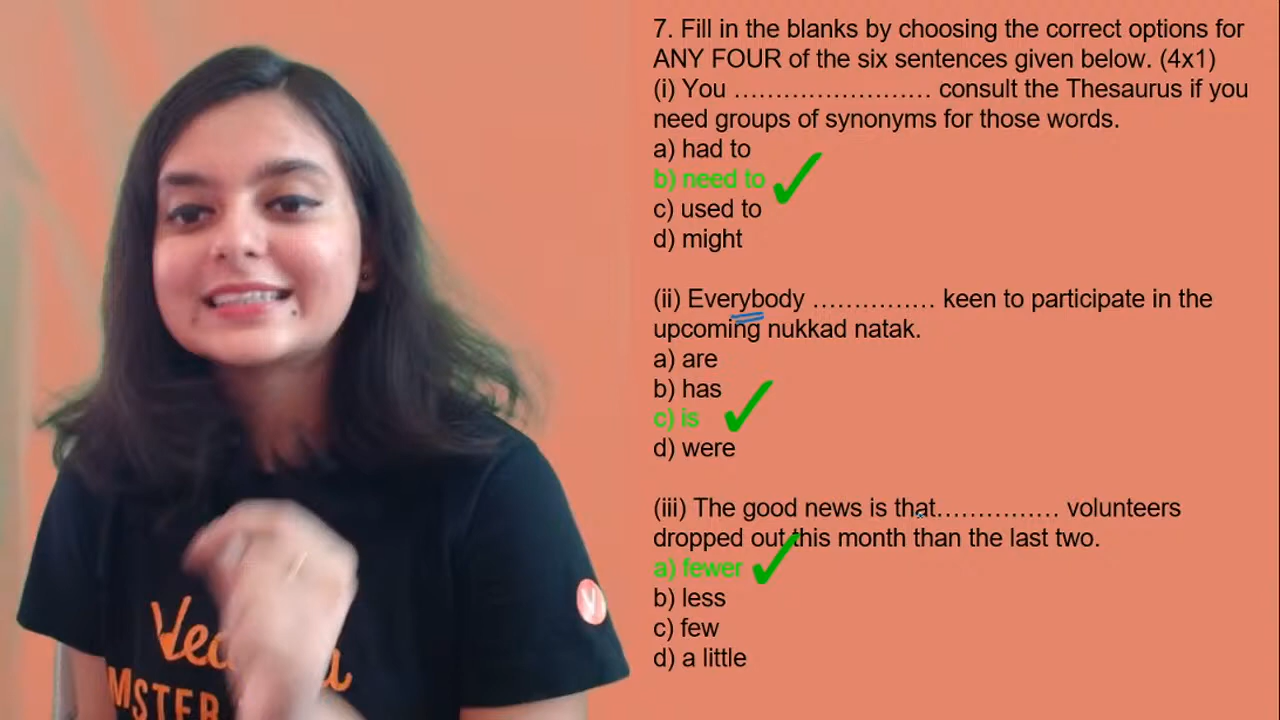 7. Fill in the blanks by choosing the correct options for
ANY FOUR of the six sentences given below. (4x1)
(i) You ........................ consult the Thesaurus if you
need groups of synonyms for those words.
a) had to
b) need to
c) used to
d) might
(ii) Everybody ............... keen to participate in the
upcoming nukkad natak.
a) are
b) has
c) is
d) were
(iii) The good news is that............... volunteers
dropped out this month than the last two.
a) fewer
b) less
c) few
d) a little
V